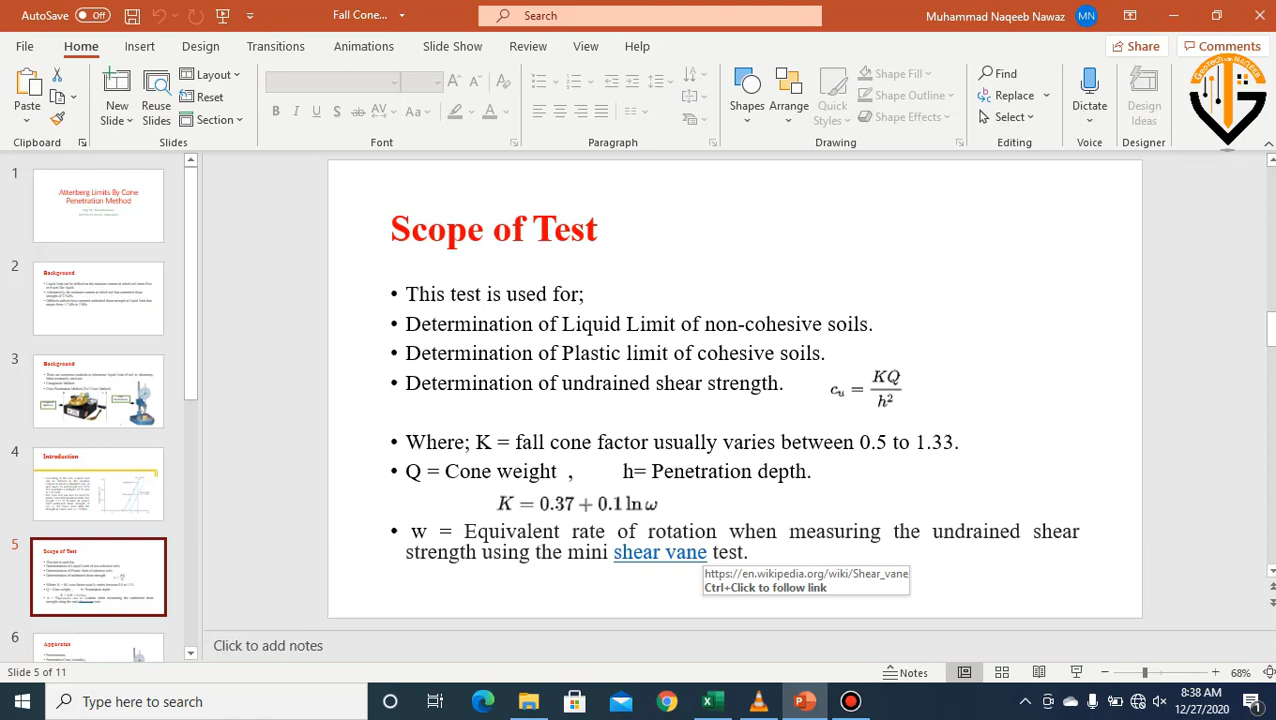 AutoSave Off Fall Cone... Search Muhammad Naqeeb Nawaz MN
File Home Insert Design Transitions Animations Slide Show Review View Help Share Comments
Paste
Clipboard
New Slide
Reuse Slides
Layout
Reset
Section
Slides
Font
Paragraph
Shapes
Arrange
Quick Styles
Shape Fill
Shape Outline
Shape Effects
Drawing
Find
Replace
Select
Editing
Dictate
Voice
Design Ideas
Designer
1
Atterberg Limits By Cone
Penetration Method
2
Background
3
Background
4
Introduction
5
Scope of Test
6
Apparatus
Scope of Test
• This test is used for;
• Determination of Liquid Limit of non-cohesive soils.
• Determination of Plastic limit of cohesive soils.
• Determination of undrained shear strength. c_u = KQ/h²
• Where; K = fall cone factor usually varies between 0.5 to 1.33.
• Q = Cone weight , h= Penetration depth.
K = 0.37 + 0.1 ln ω
• w = Equivalent rate of rotation when measuring the undrained shear
strength using the mini shear vane test.
https://en.wikipedia.org/wiki/Shear_vane
Ctrl+Click to follow link
Click to add notes
Slide 5 of 11 Notes 68%
Type here to search
8:38 AM
12/27/2020